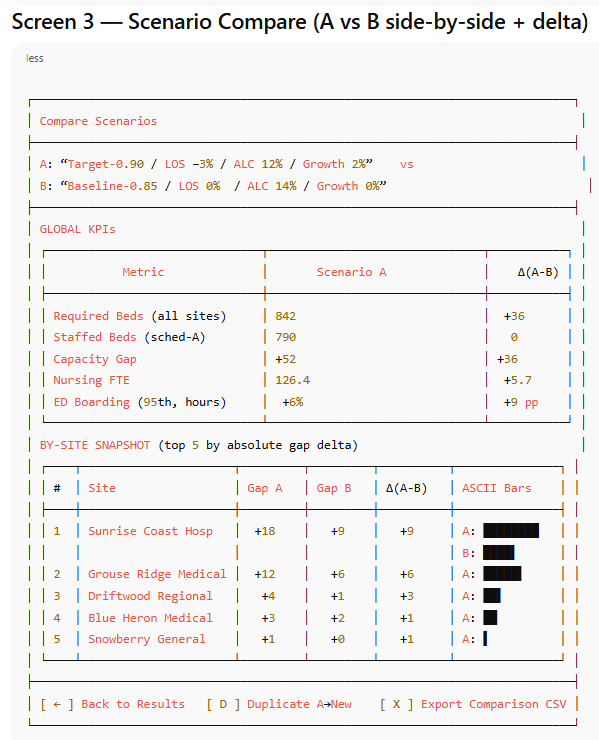 Screen 3 — Scenario Compare (A vs B side-by-side + delta)
less
Compare Scenarios
A: “Target-0.90 / LOS −3% / ALC 12% / Growth 2%” vs
B: “Baseline-0.85 / LOS 0% / ALC 14% / Growth 0%”
GLOBAL KPIs
Metric Scenario A Δ(A-B)
Required Beds (all sites) 842 +36
Staffed Beds (sched-A) 790 0
Capacity Gap +52 +36
Nursing FTE 126.4 +5.7
ED Boarding (95th, hours) +6% +9 pp
BY-SITE SNAPSHOT (top 5 by absolute gap delta)
# Site Gap A Gap B Δ(A-B) ASCII Bars
1 Sunrise Coast Hosp +18 +9 +9 A:
B:
2 Grouse Ridge Medical +12 +6 +6 A:
3 Driftwood Regional +4 +1 +3 A:
4 Blue Heron Medical +3 +2 +1 A:
5 Snowberry General +1 +0 +1 A:
[ ← ] Back to Results [ D ] Duplicate A→New [ X ] Export Comparison CSV